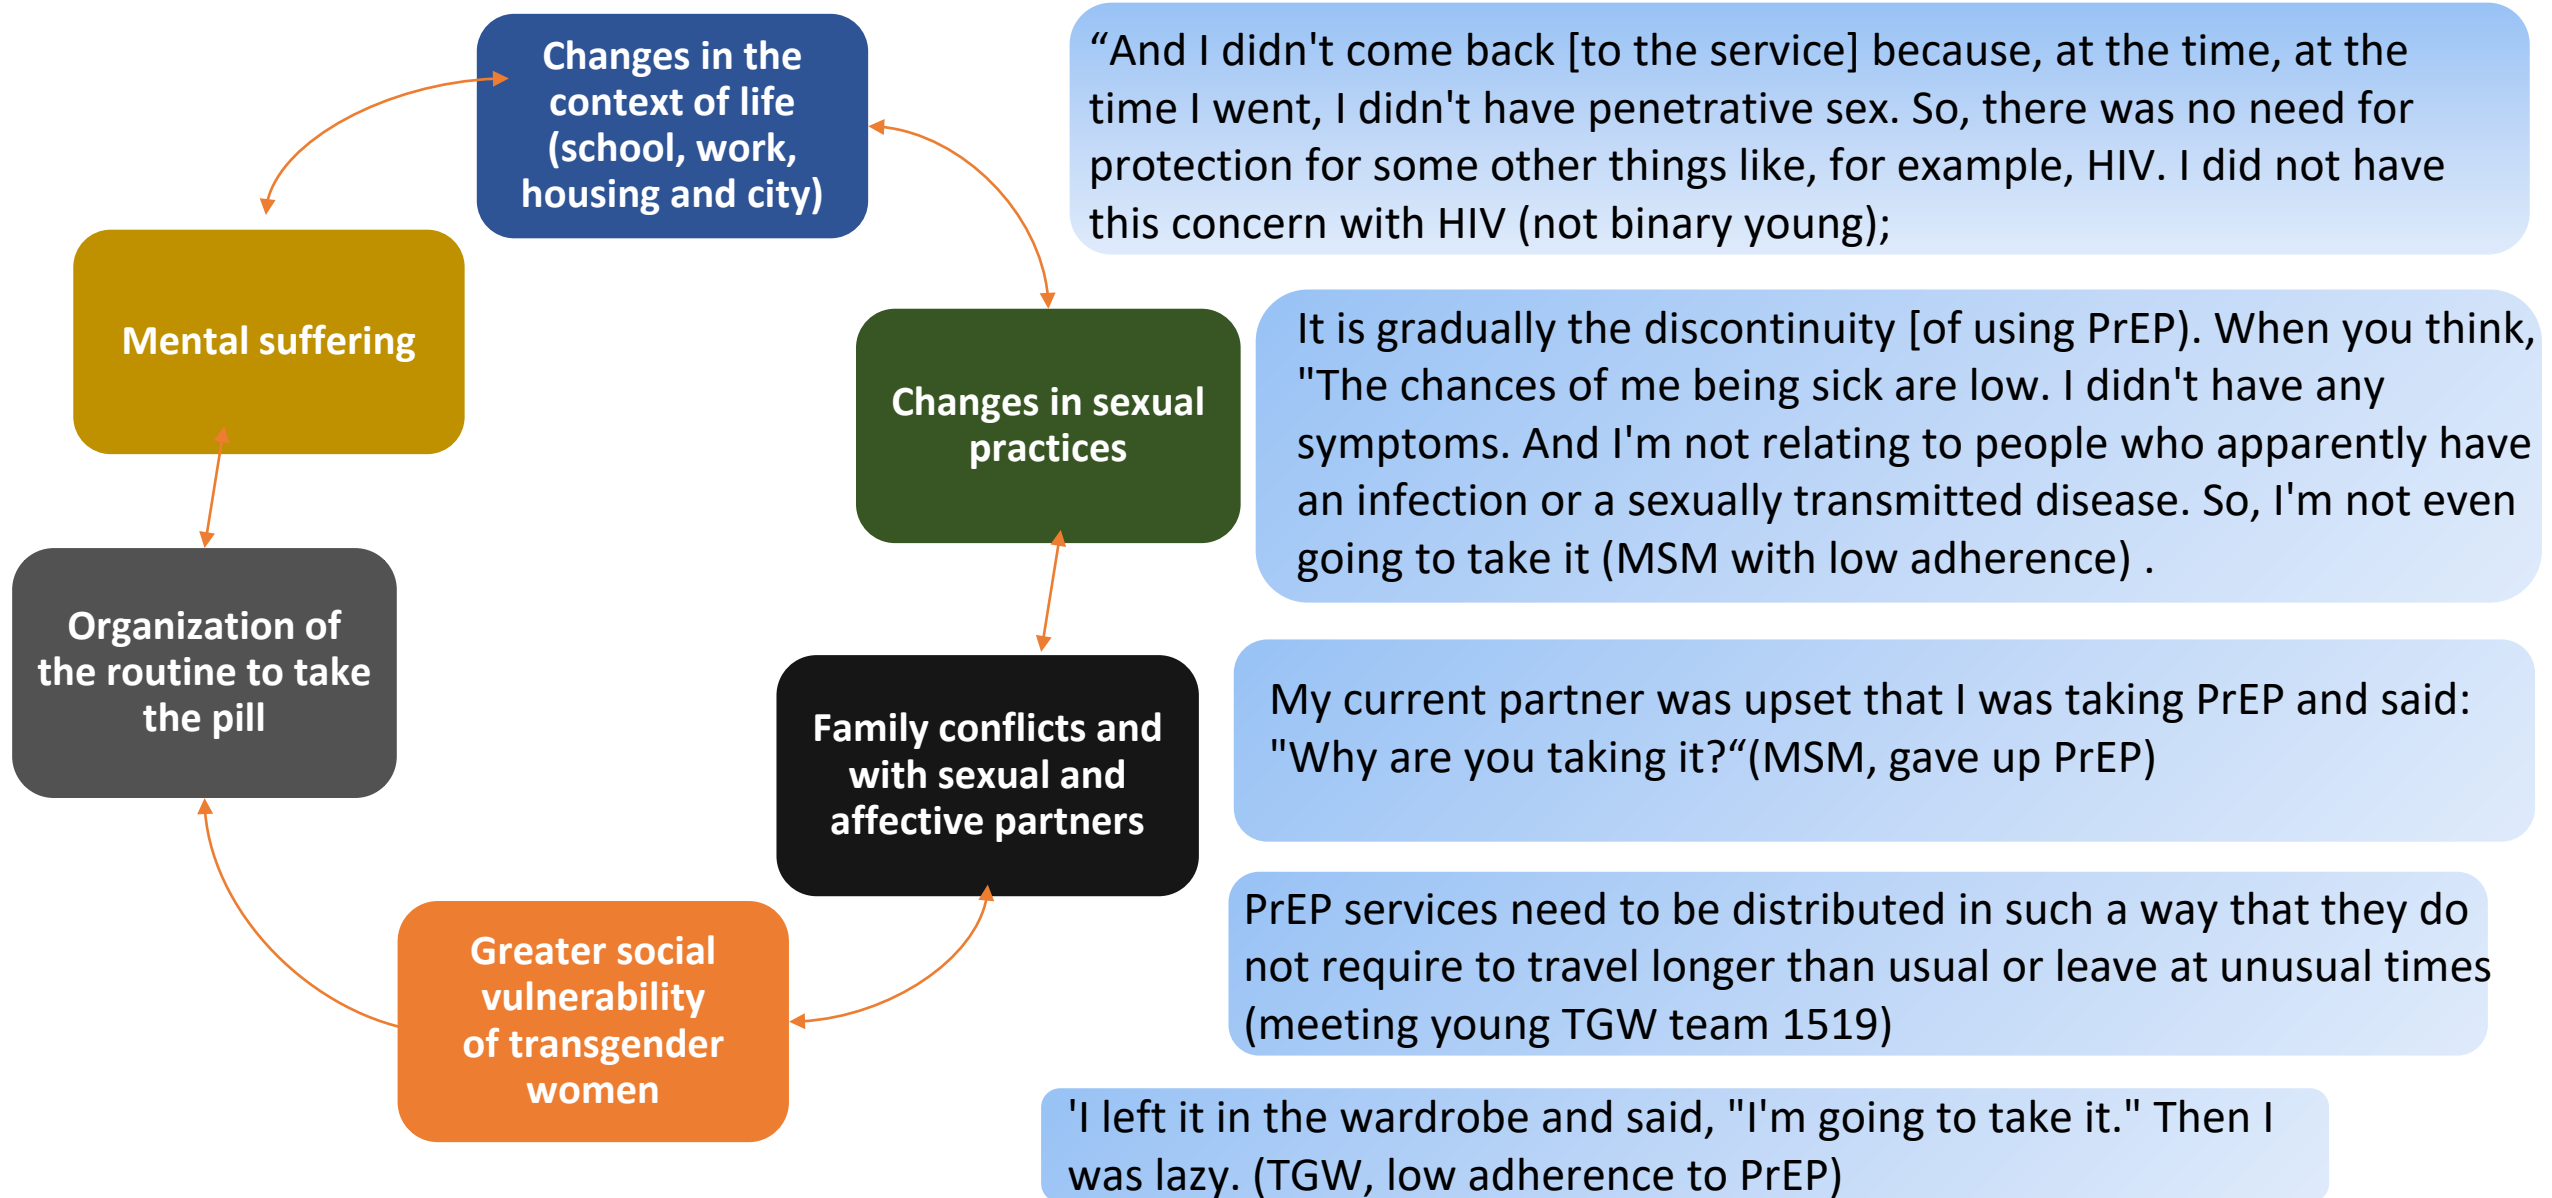 Changes in the
context of life
(school, work,
housing and city)
Mental suffering
Changes in sexual
practices
Organization of
the routine to take
the pill
Family conflicts and
with sexual and
affective partners
Greater social
vulnerability
of transgender
women
“And I didn't come back [to the service] because, at the time, at the
time I went, I didn't have penetrative sex. So, there was no need for
protection for some other things like, for example, HIV. I did not have
this concern with HIV (not binary young);
It is gradually the discontinuity [of using PrEP). When you think,
"The chances of me being sick are low. I didn't have any
symptoms. And I'm not relating to people who apparently have
an infection or a sexually transmitted disease. So, I'm not even
going to take it (MSM with low adherence) .
My current partner was upset that I was taking PrEP and said:
"Why are you taking it?“(MSM, gave up PrEP)
PrEP services need to be distributed in such a way that they do
not require to travel longer than usual or leave at unusual times
(meeting young TGW team 1519)
'I left it in the wardrobe and said, "I'm going to take it." Then I
was lazy. (TGW, low adherence to PrEP)